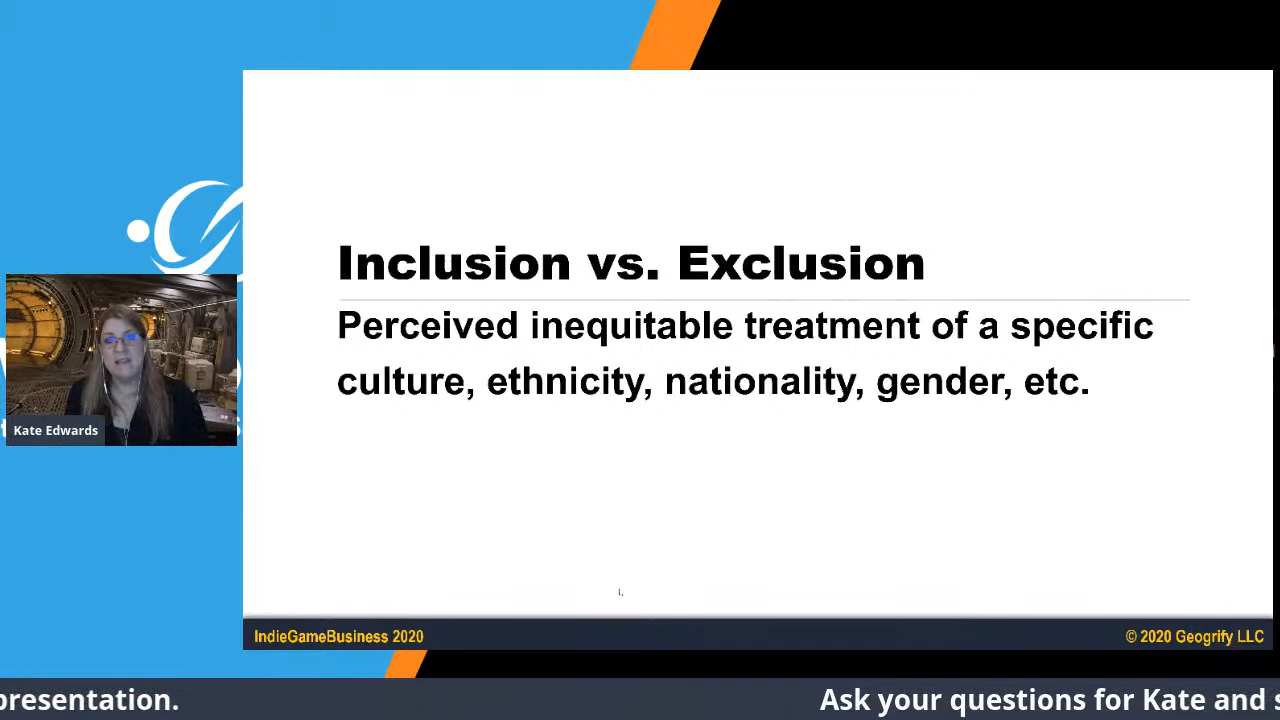 Inclusion vs. Exclusion
Perceived inequitable treatment of a specific
culture, ethnicity, nationality, gender, etc.
Kate Edwards
IndieGameBusiness 2020
© 2020 Geogrify LLC
presentation.
Ask your questions for Kate and